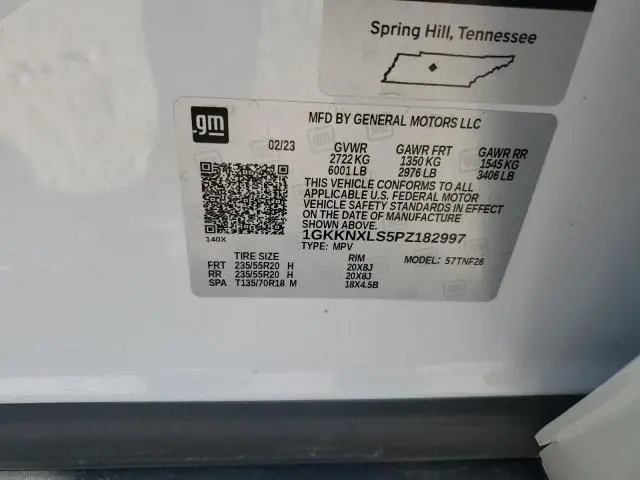 Spring Hill, Tennessee
gm
MFD BY GENERAL MOTORS LLC
02/23 GVWR GAWR FRT GAWR RR
2722 KG 1350 KG 1545 KG
6001 LB 2976 LB 3406 LB
THIS VEHICLE CONFORMS TO ALL
APPLICABLE U.S. FEDERAL MOTOR
VEHICLE SAFETY STANDARDS IN EFFECT
ON THE DATE OF MANUFACTURE
SHOWN ABOVE.
1GKKNXLS5PZ182997
140X
TYPE: MPV
TIRE SIZE RIM MODEL: 57TNF26
FRT 235/55R20 H 20X8J
RR 235/55R20 H 20X8J
SPA T135/70R18 M 18X4.5B